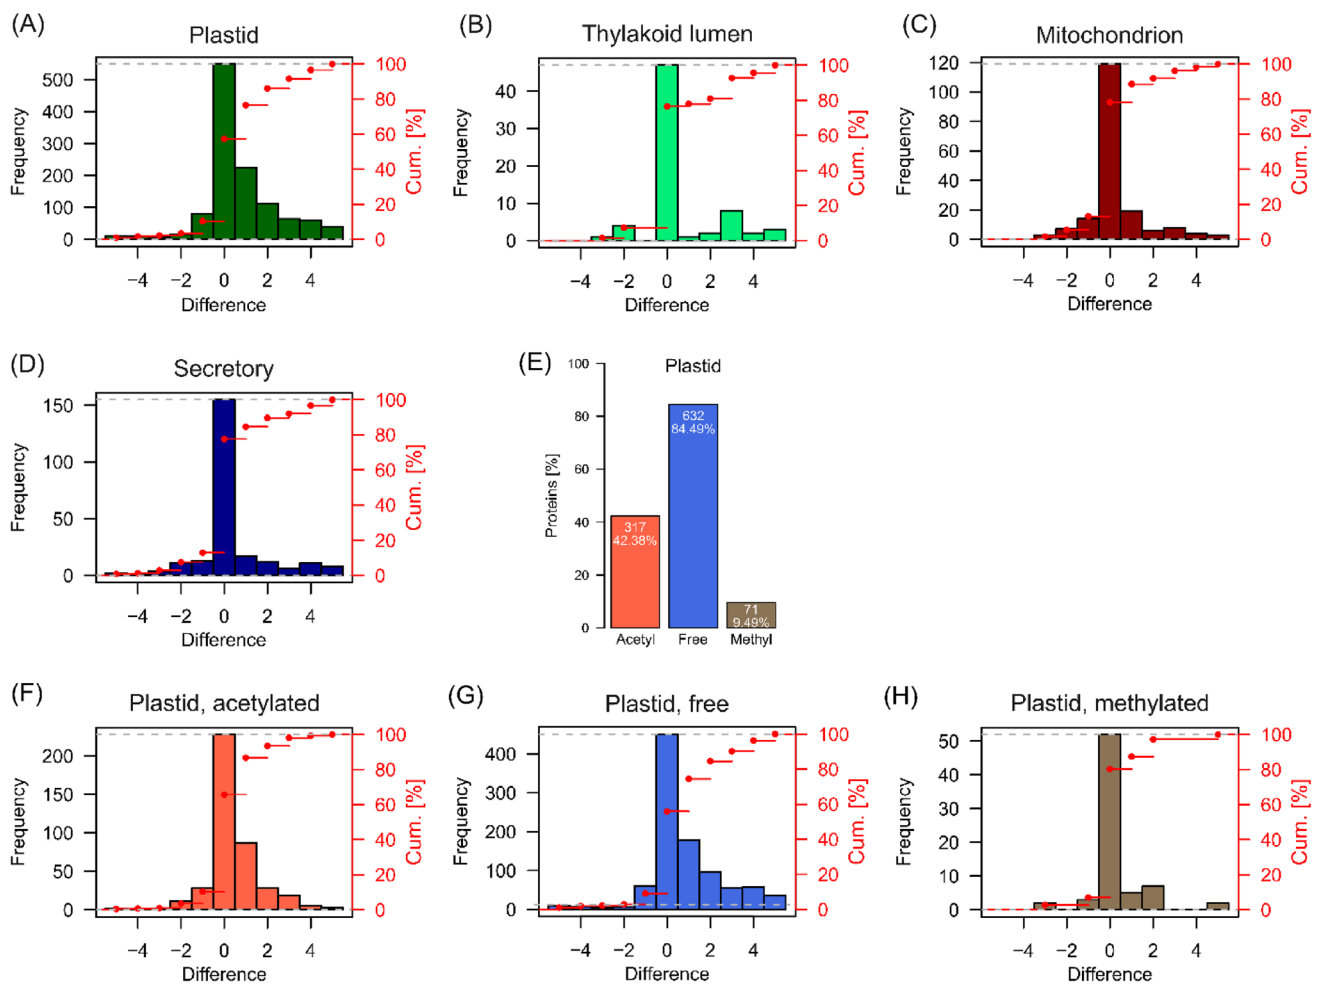 (A)
Plastid
Frequency
500
400
300
200
100
0
100
80
60
40
20
0
Cum. [%]
−4 −2 0 2 4
Difference
(B)
Thylakoid lumen
Frequency
40
30
20
10
0
100
80
60
40
20
0
Cum. [%]
−4 −2 0 2 4
Difference
(C)
Mitochondrion
Frequency
120
100
80
60
40
20
0
100
80
60
40
20
0
Cum. [%]
−4 −2 0 2 4
Difference
(D)
Secretory
Frequency
150
100
50
0
100
80
60
40
20
0
Cum. [%]
−4 −2 0 2 4
Difference
(E)
Plastid
Proteins [%]
100
80
60
40
20
0
317
42.38%
632
84.49%
71
9.49%
Acetyl Free Methyl
(F)
Plastid, acetylated
Frequency
200
150
100
50
0
100
80
60
40
20
0
Cum. [%]
−4 −2 0 2 4
Difference
(G)
Plastid, free
Frequency
400
300
200
100
0
100
80
60
40
20
0
Cum. [%]
−4 −2 0 2 4
Difference
(H)
Plastid, methylated
Frequency
50
40
30
20
10
0
100
80
60
40
20
0
Cum. [%]
−4 −2 0 2 4
Difference